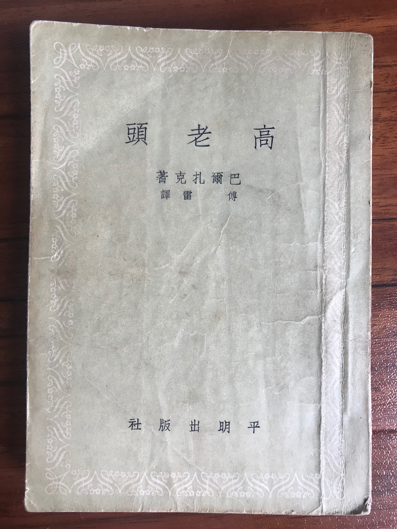 高老頭
巴爾扎克著
傅雷譯
平明出版社